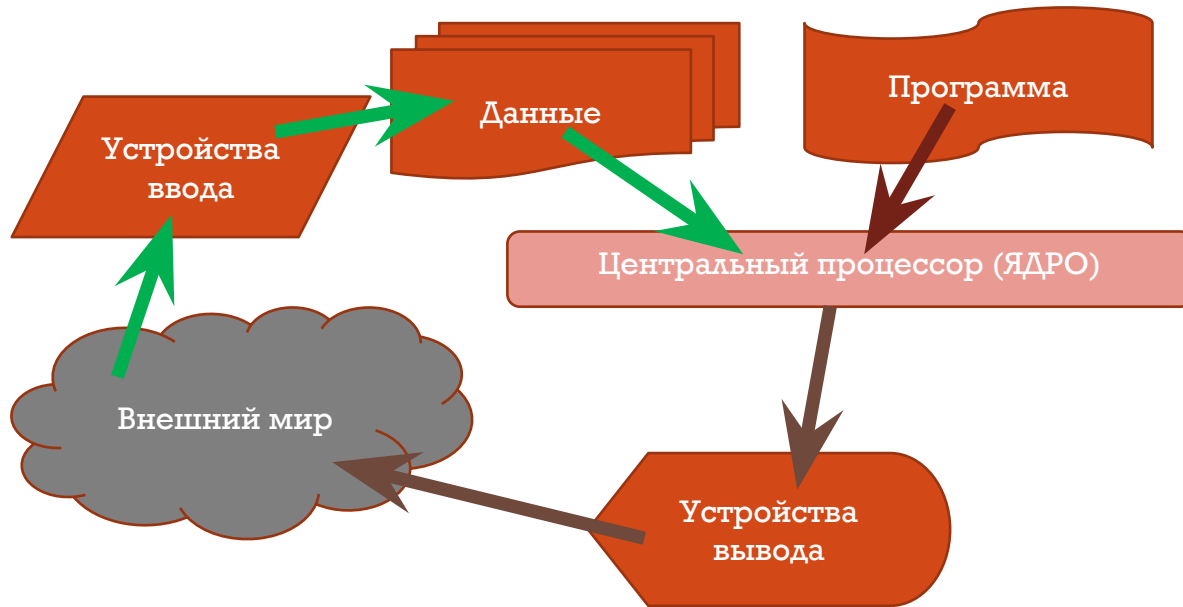 Данные
Программа
Устройства
ввода
Центральный процессор (ЯДРО)
Внешний мир
Устройства
вывода